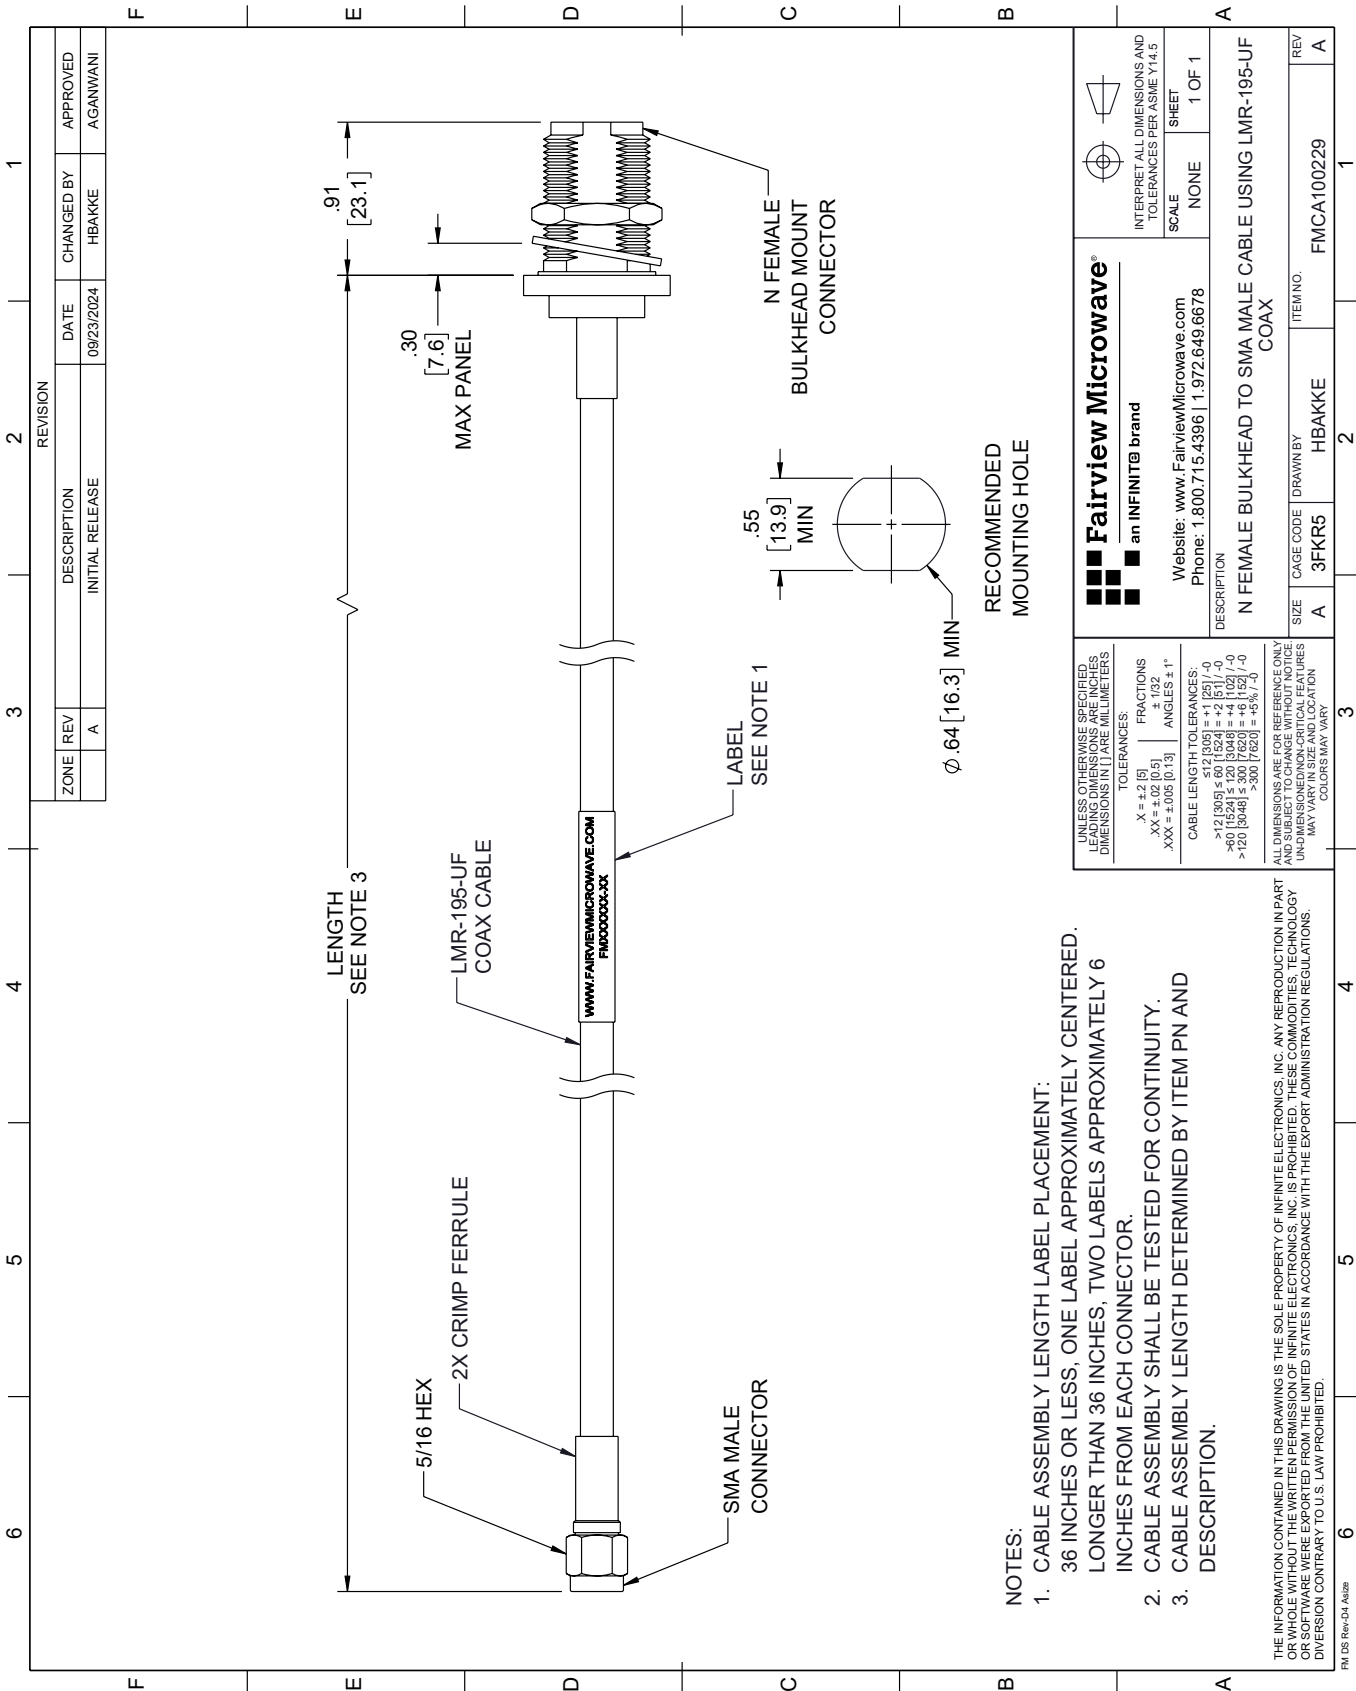 6
5
4
3
2
1
F
E
D
C
B
A
REVISION
ZONE
REV
DESCRIPTION
DATE
CHANGED BY
APPROVED
A
INITIAL RELEASE
09/23/2024
HBAKKE
AGANWANI
LENGTH
SEE NOTE 3
.91
[23.1]
.30
[7.6]
MAX PANEL
5/16 HEX
2X CRIMP FERRULE
LMR-195-UF
COAX CABLE
WWW.FAIRVIEWMICROWAVE.COM
FMXXXXXX-XX
SMA MALE
CONNECTOR
LABEL
SEE NOTE 1
N FEMALE
BULKHEAD MOUNT
CONNECTOR
.55
[13.9]
MIN
Ø.64 [16.3] MIN
RECOMMENDED
MOUNTING HOLE
NOTES:
1. CABLE ASSEMBLY LENGTH LABEL PLACEMENT:
36 INCHES OR LESS, ONE LABEL APPROXIMATELY CENTERED.
LONGER THAN 36 INCHES, TWO LABELS APPROXIMATELY 6
INCHES FROM EACH CONNECTOR.
2. CABLE ASSEMBLY SHALL BE TESTED FOR CONTINUITY.
3. CABLE ASSEMBLY LENGTH DETERMINED BY ITEM PN AND
DESCRIPTION.
THE INFORMATION CONTAINED IN THIS DRAWING IS THE SOLE PROPERTY OF INFINITE ELECTRONICS, INC. ANY REPRODUCTION IN PART
OR WHOLE WITHOUT THE WRITTEN PERMISSION OF INFINITE ELECTRONICS, INC. IS PROHIBITED. THESE COMMODITIES, TECHNOLOGY
OR SOFTWARE WERE EXPORTED FROM THE UNITED STATES IN ACCORDANCE WITH THE EXPORT ADMINISTRATION REGULATIONS.
DIVERSION CONTRARY TO U.S. LAW PROHIBITED.
UNLESS OTHERWISE SPECIFIED
LEADING DIMENSIONS ARE INCHES
DIMENSIONS IN [ ] ARE MILLIMETERS
TOLERANCES:
.X = ±.2 [5]
.XX = ±.02 [0.5]
.XXX = ±.005 [0.13]
FRACTIONS
± 1/32
ANGLES ± 1°
CABLE LENGTH TOLERANCES:
≤12 [305] = +1 [25] / -0
>12 [305] ≤ 60 [1524] = +2 [51] / -0
>60 [1524] ≤ 120 [3048] = +4 [102] / -0
>120 [3048] ≤ 300 [7620] = +6 [152] / -0
>300 [7620] = +5% / -0
ALL DIMENSIONS ARE FOR REFERENCE ONLY
AND SUBJECT TO CHANGE WITHOUT NOTICE.
UN-DIMENSIONED/NON-CRITICAL FEATURES
MAY VARY IN SIZE AND LOCATION
COLORS MAY VARY
Fairview Microwave®
an INFINIT@ brand
Website: www.FairviewMicrowave.com
Phone: 1.800.715.4396 | 1.972.649.6678
INTERPRET ALL DIMENSIONS AND
TOLERANCES PER ASME Y14.5
SCALE
NONE
SHEET
1 OF 1
DESCRIPTION
N FEMALE BULKHEAD TO SMA MALE CABLE USING LMR-195-UF
COAX
SIZE
A
CAGE CODE
3FKR5
DRAWN BY
HBAKKE
ITEM NO.
FMCA100229
REV
A
FM DS Rev-D4 Asize
6
5
4
3
2
1
F
E
D
C
B
A